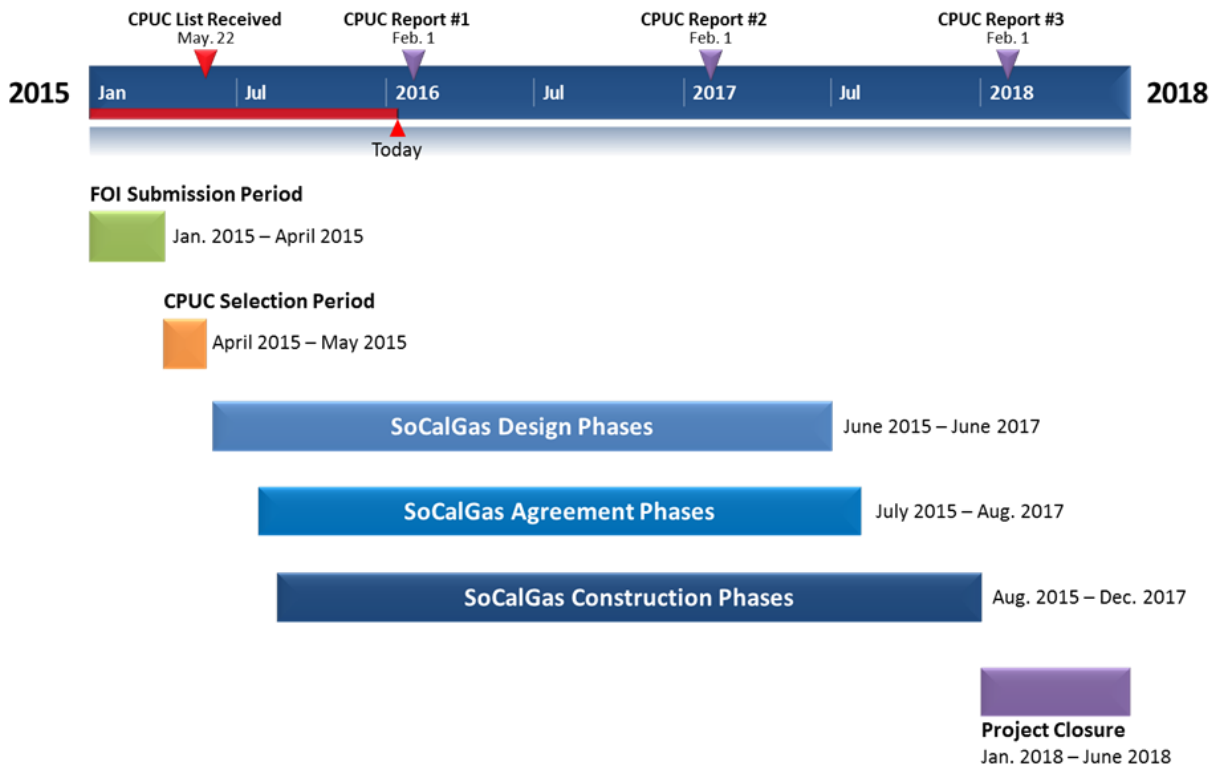 CPUC List Received
May. 22
CPUC Report #1
Feb. 1
CPUC Report #2
Feb. 1
CPUC Report #3
Feb. 1
2015 Jan Jul 2016 Jul 2017 Jul 2018 2018
Today
FOI Submission Period
Jan. 2015 – April 2015
CPUC Selection Period
April 2015 – May 2015
SoCalGas Design Phases June 2015 – June 2017
SoCalGas Agreement Phases July 2015 – Aug. 2017
SoCalGas Construction Phases Aug. 2015 – Dec. 2017
Project Closure
Jan. 2018 – June 2018